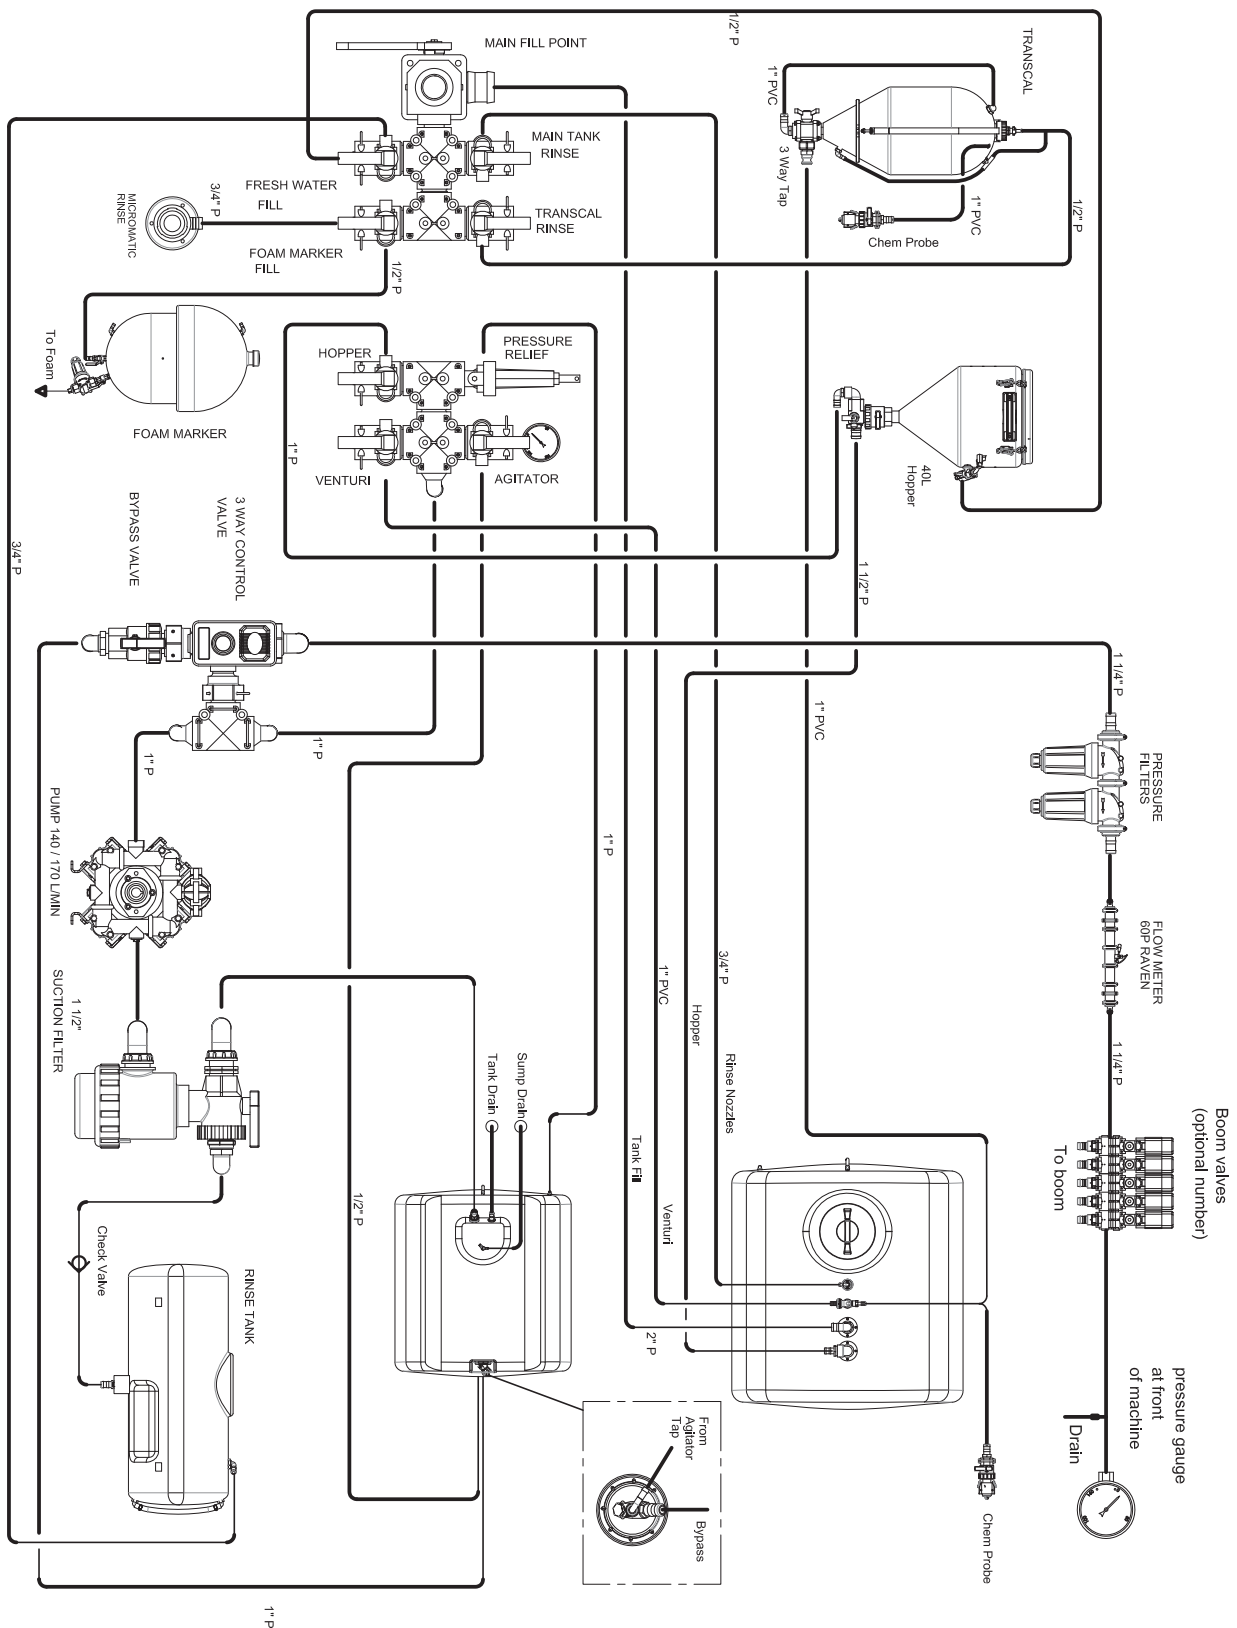 MAIN FILL POINT
1/2" P
TRANSCAL
1" PVC
3 Way Tap
MAIN TANK
RINSE
FRESH WATER
FILL
3/4" P
MICROMATIC
RINSE
TRANSCAL
RINSE
FOAM MARKER
FILL
1/2" P
1" PVC
1/2" P
Chem Probe
To Foam
FOAM MARKER
HOPPER
PRESSURE
RELIEF
VENTURI
AGITATOR
1" P
40L
Hopper
BYPASS VALVE
3 WAY CONTROL
VALVE
3/4" P
1 1/2" P
1 1/4" P
1" P
1" P
1" PVC
PRESSURE
FILTERS
PUMP 140 / 170 L/MIN
1" P
FLOW METER
60P RAVEN
1 1/2"
SUCTION FILTER
3/4" P
1" PVC
Hopper
1 1/4" P
Tank Drain
Sump Drain
Rinse Nozzles
Tank Fill
Venturi
Boom valves
(optional number)
To boom
1/2" P
Check Valve
RINSE TANK
2" P
pressure gauge
at front
of machine
Drain
From
Agitator
Tap
Bypass
Chem Probe
1" P